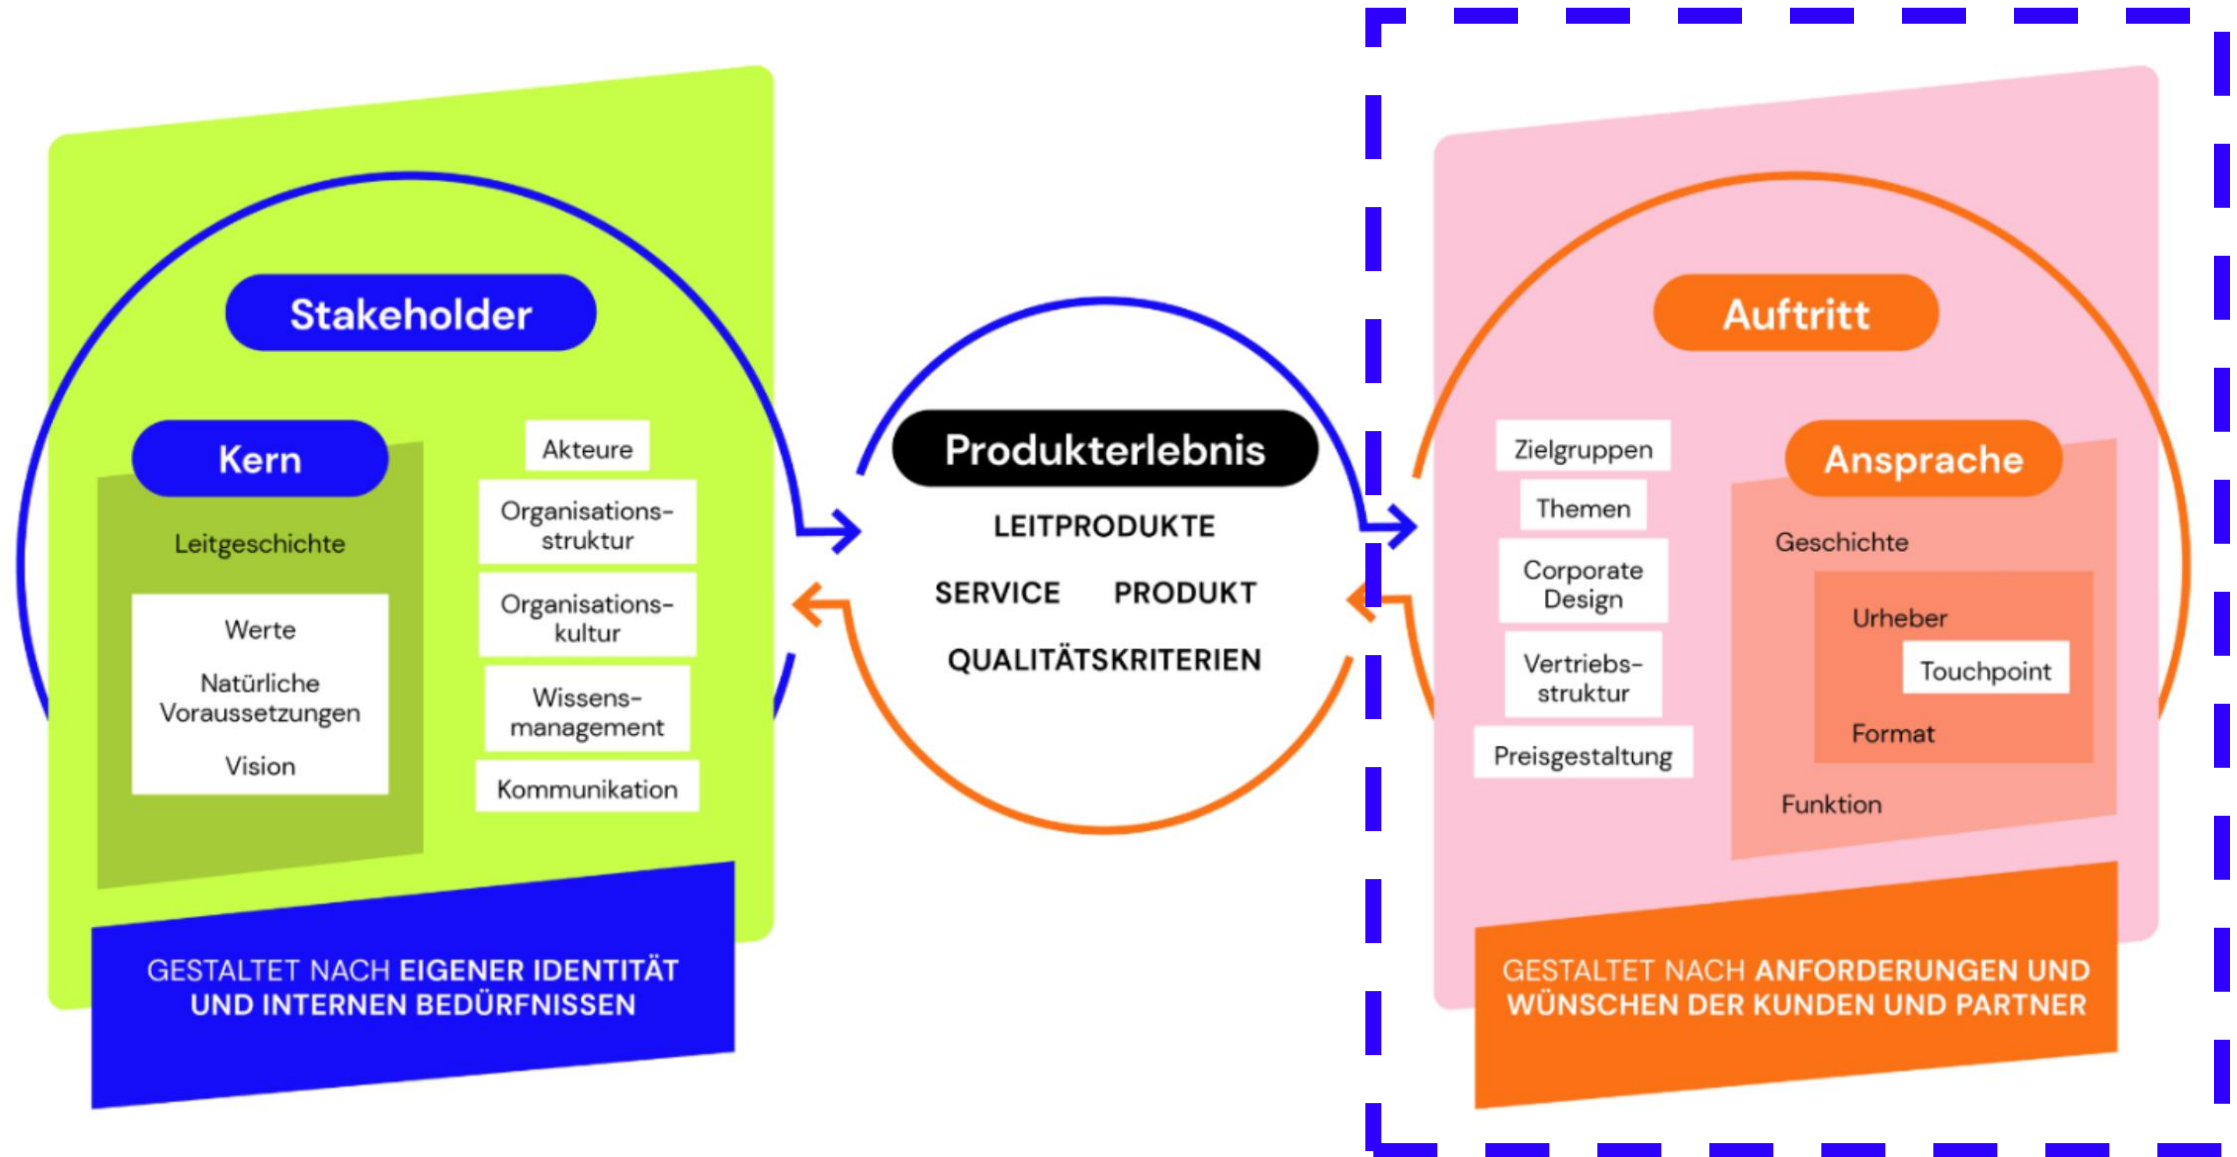 Stakeholder
Kern
Leitgeschichte
Werte
Natürliche
Voraussetzungen
Vision
Akteure
Organisations-
struktur
Organisations-
kultur
Wissens-
management
Kommunikation
GESTALTET NACH EIGENER IDENTITÄT
UND INTERNEN BEDÜRFNISSEN
Produkterlebnis
LEITPRODUKTE
SERVICE PRODUKT
QUALITÄTSKRITERIEN
Auftritt
Zielgruppen
Themen
Corporate
Design
Vertriebs-
struktur
Preisgestaltung
Ansprache
Geschichte
Urheber
Touchpoint
Format
Funktion
GESTALTET NACH ANFORDERUNGEN UND
WÜNSCHEN DER KUNDEN UND PARTNER